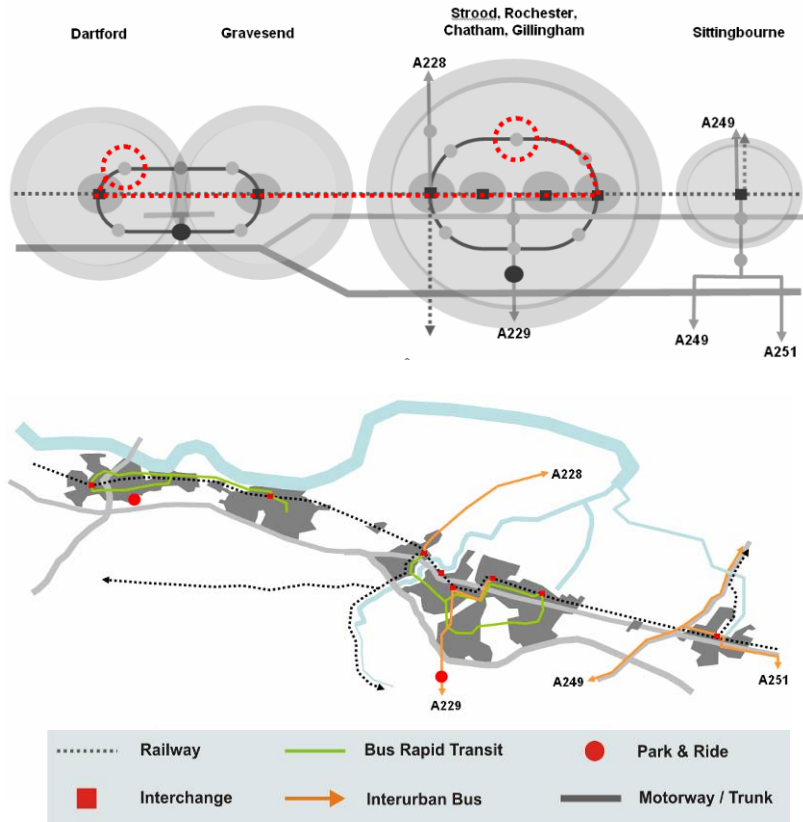 Dartford
Gravesend
Strood, Rochester,
Chatham, Gillingham
Sittingbourne
A228
A249
A229
A249
A251
A228
A249
A251
A229
Railway
Bus Rapid Transit
Park & Ride
Interchange
Interurban Bus
Motorway / Trunk